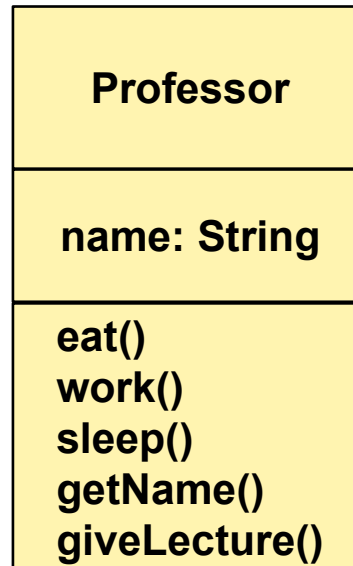 Professor
name: String
eat()
work()
sleep()
getName()
giveLecture()